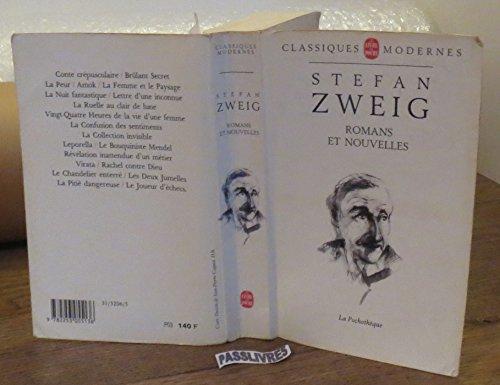 Conte crépusculaire / Brûlant Secret
La Peur / Amok / La Femme et le Paysage
La Nuit fantastique / Lettre d'une inconnue
La Ruelle au clair de lune
Vingt-Quatre Heures de la vie d'une femme
La Confusion des sentiments
La Collection invisible
Leporella / Le Bouquiniste Mendel
Révélation inattendue d'un métier
Virata / Rachel contre Dieu
Le Chandelier enterré / Les Deux Jumelles
La Pitié dangereuse / Le Joueur d'échecs.
31/3206/5
140 F
CLASSIQUES
MODERNES
STEFAN
ZWEIG
ROMANS
ET NOUVELLES
CLASSIQUES MODERNES
STEFAN
ZWEIG
ROMANS
ET NOUVELLES
La Pochothèque
PASSLIVRES